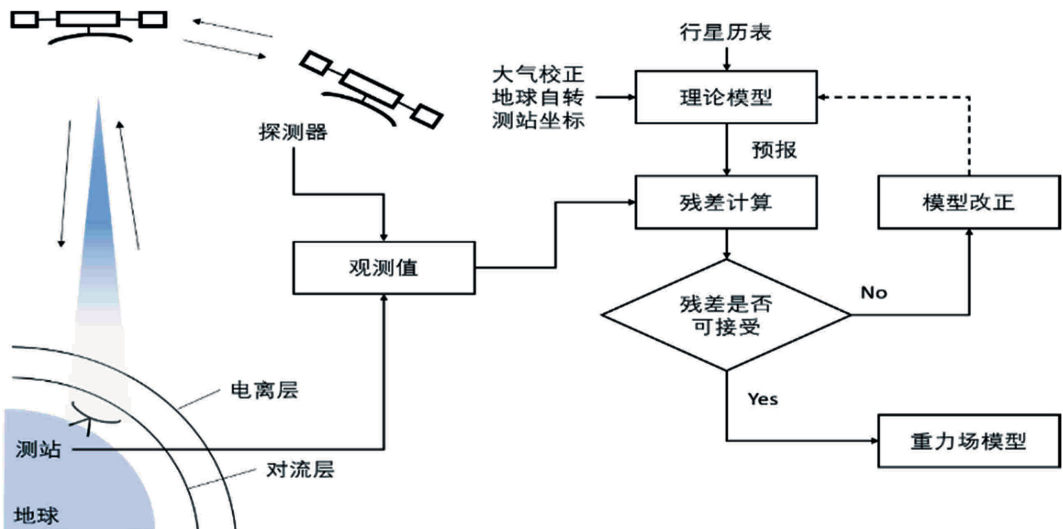 行星历表
大气校正
地球自转
测站坐标
理论模型
探测器
预报
残差计算
模型改正
观测值
残差是否
可接受
No
电离层
Yes
测站
对流层
重力场模型
地球